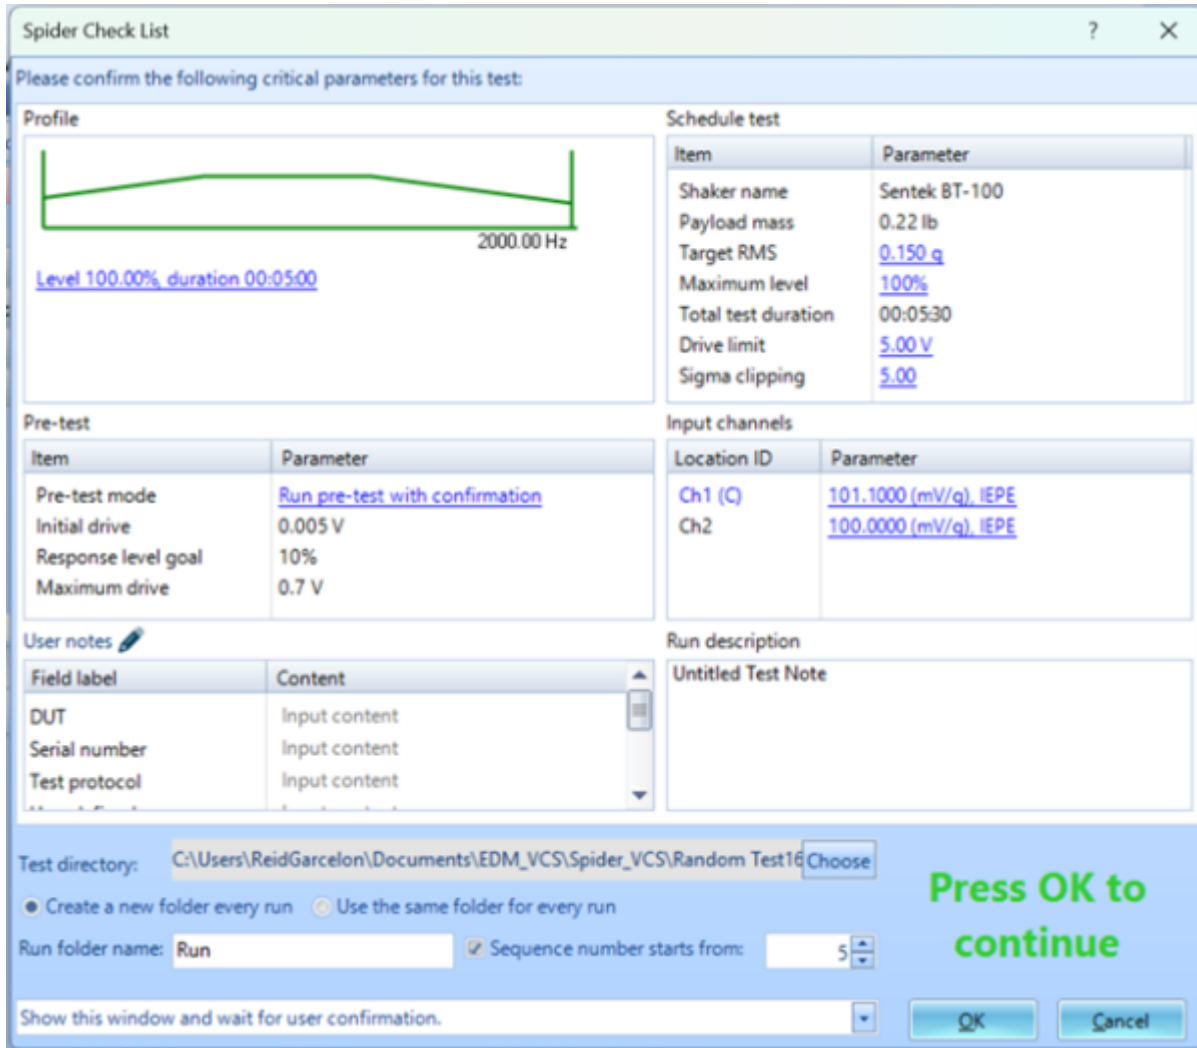 Spider Check List
?
Please confirm the following critical parameters for this test:
Profile
2000.00 Hz
Level 100.00%, duration 00:05:00
Schedule test
Item Parameter
Shaker name Sentek BT-100
Payload mass 0.22 lb
Target RMS 0.150 g
Maximum level 100%
Total test duration 00:05:30
Drive limit 5.00 V
Sigma clipping 5.00
Pre-test
Item Parameter
Pre-test mode Run pre-test with confirmation
Initial drive 0.005 V
Response level goal 10%
Maximum drive 0.7 V
Input channels
Location ID Parameter
Ch1 (C) 101.1000 (mV/g), IEPE
Ch2 100.0000 (mV/g), IEPE
User notes
Field label Content
DUT Input content
Serial number Input content
Test protocol Input content
Run description
Untitled Test Note
Test directory: C:\Users\ReidGarcelon\Documents\EDM_VCS\Spider_VCS\Random Test16 Choose
Create a new folder every run Use the same folder for every run
Run folder name: Run Sequence number starts from: 5
Press OK to
continue
Show this window and wait for user confirmation.
OK Cancel